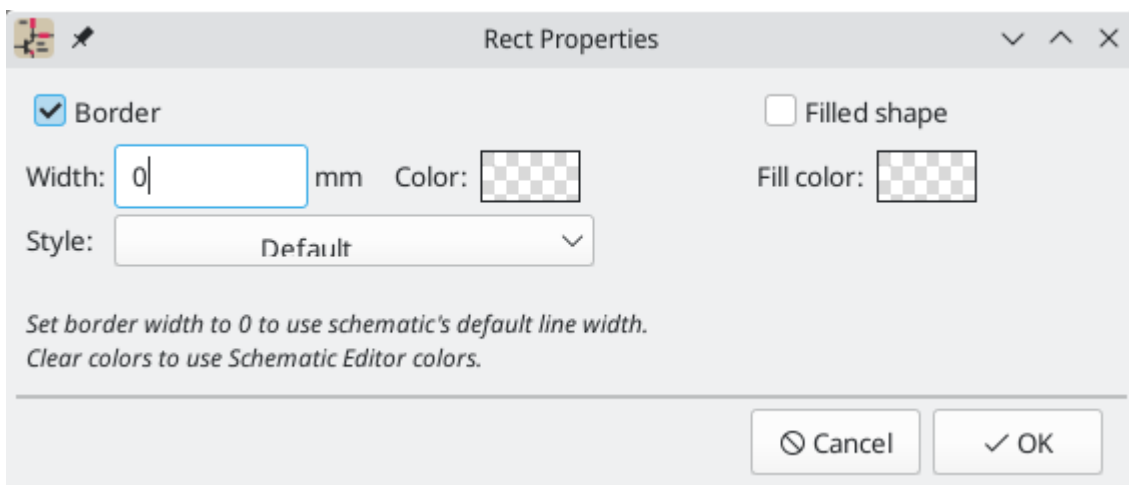 Rect Properties
Border
Filled shape
Width: 0 mm Color:
Fill color:
Style: Default
Set border width to 0 to use schematic's default line width.
Clear colors to use Schematic Editor colors.
Cancel
OK